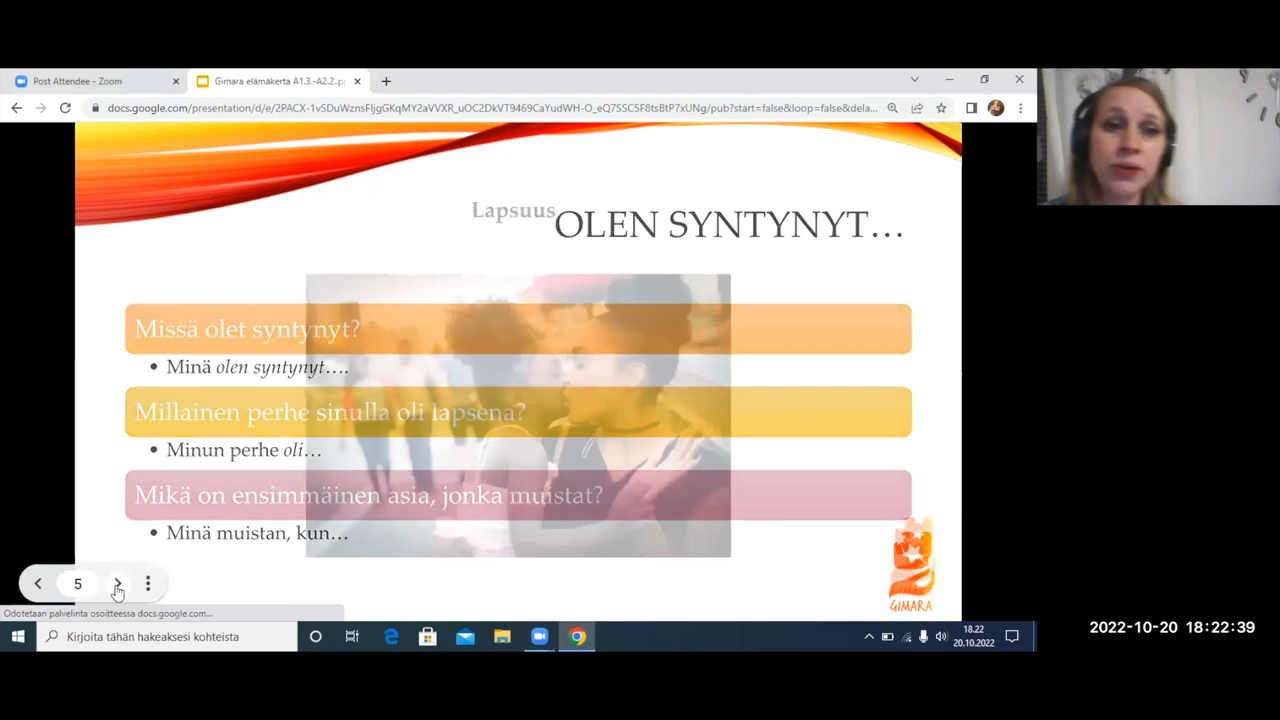 Post Attendee - Zoom
Gimara elämäkerta A1.3.-A2.2..pp
docs.google.com/presentation/d/e/2PACX-1vSDuWznsFIjgGKqMY2aVVXR_uOC2DkVT9469CaYudWH-O_eQ7SSC5F8tsBtP7xUNg/pub?start=false&loop=false&dela...
Lapsuus
OLEN SYNTYNYT...
Missä olet syntynyt?
• Minä olen syntynyt....
Millainen perhe sinulla oli lapsena?
• Minun perhe oli...
Mikä on ensimmäinen asia, jonka muistat?
• Minä muistan, kun...
GIMARA
5
Odotetaan palvelinta osoitteessa docs.google.com...
Kirjoita tähän hakeaksesi kohteista
18.22
20.10.2022
2022-10-20 18:22:39